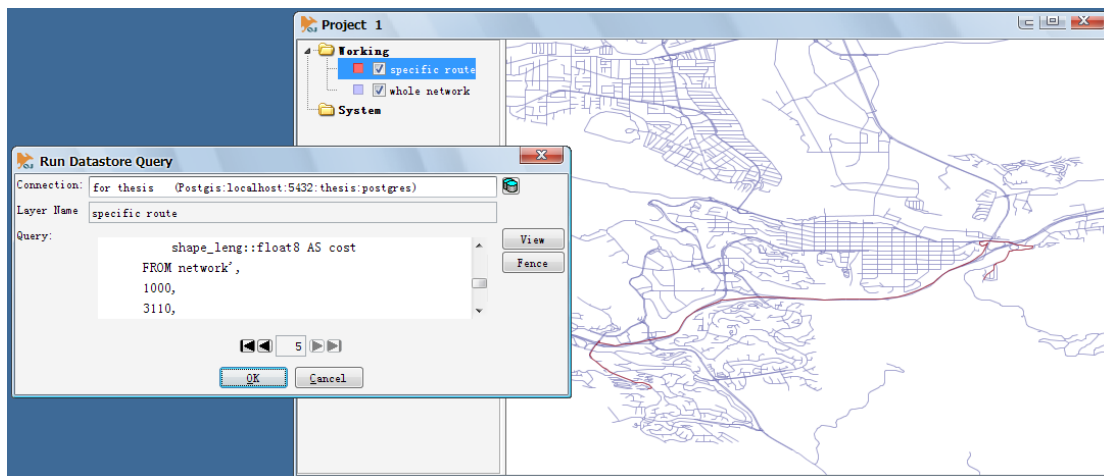 Project 1
Working
specific route
whole network
System
Run Datastore Query
Connection: for thesis (Postgis:localhost:5432:thesis:postgres)
Layer Name specific route
Query:
shape_leng::float8 AS cost
FROM network',
1000,
3110,
View
Fence
5
OK Cancel